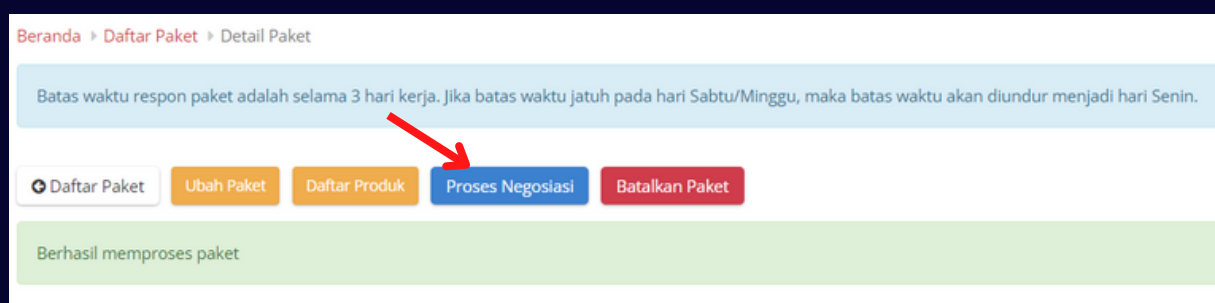 Beranda Daftar Paket Detail Paket
Batas waktu respon paket adalah selama 3 hari kerja. Jika batas waktu jatuh pada hari Sabtu/Minggu, maka batas waktu akan diundur menjadi hari Senin.
Daftar Paket Ubah Paket Daftar Produk Proses Negosiasi Batalkan Paket
Berhasil memproses paket